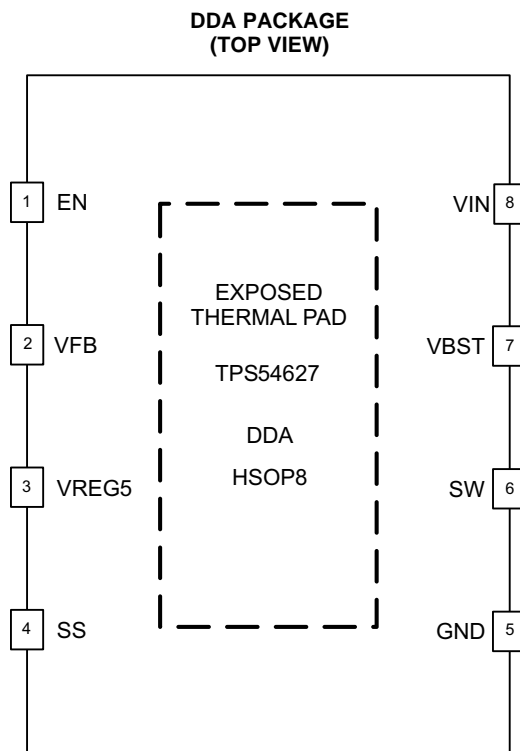 DDA PACKAGE
(TOP VIEW)
1 EN
VIN 8
2 VFB
VBST 7
3 VREG5
SW 6
4 SS
GND 5
EXPOSED
THERMAL PAD
TPS54627
DDA
HSOP8